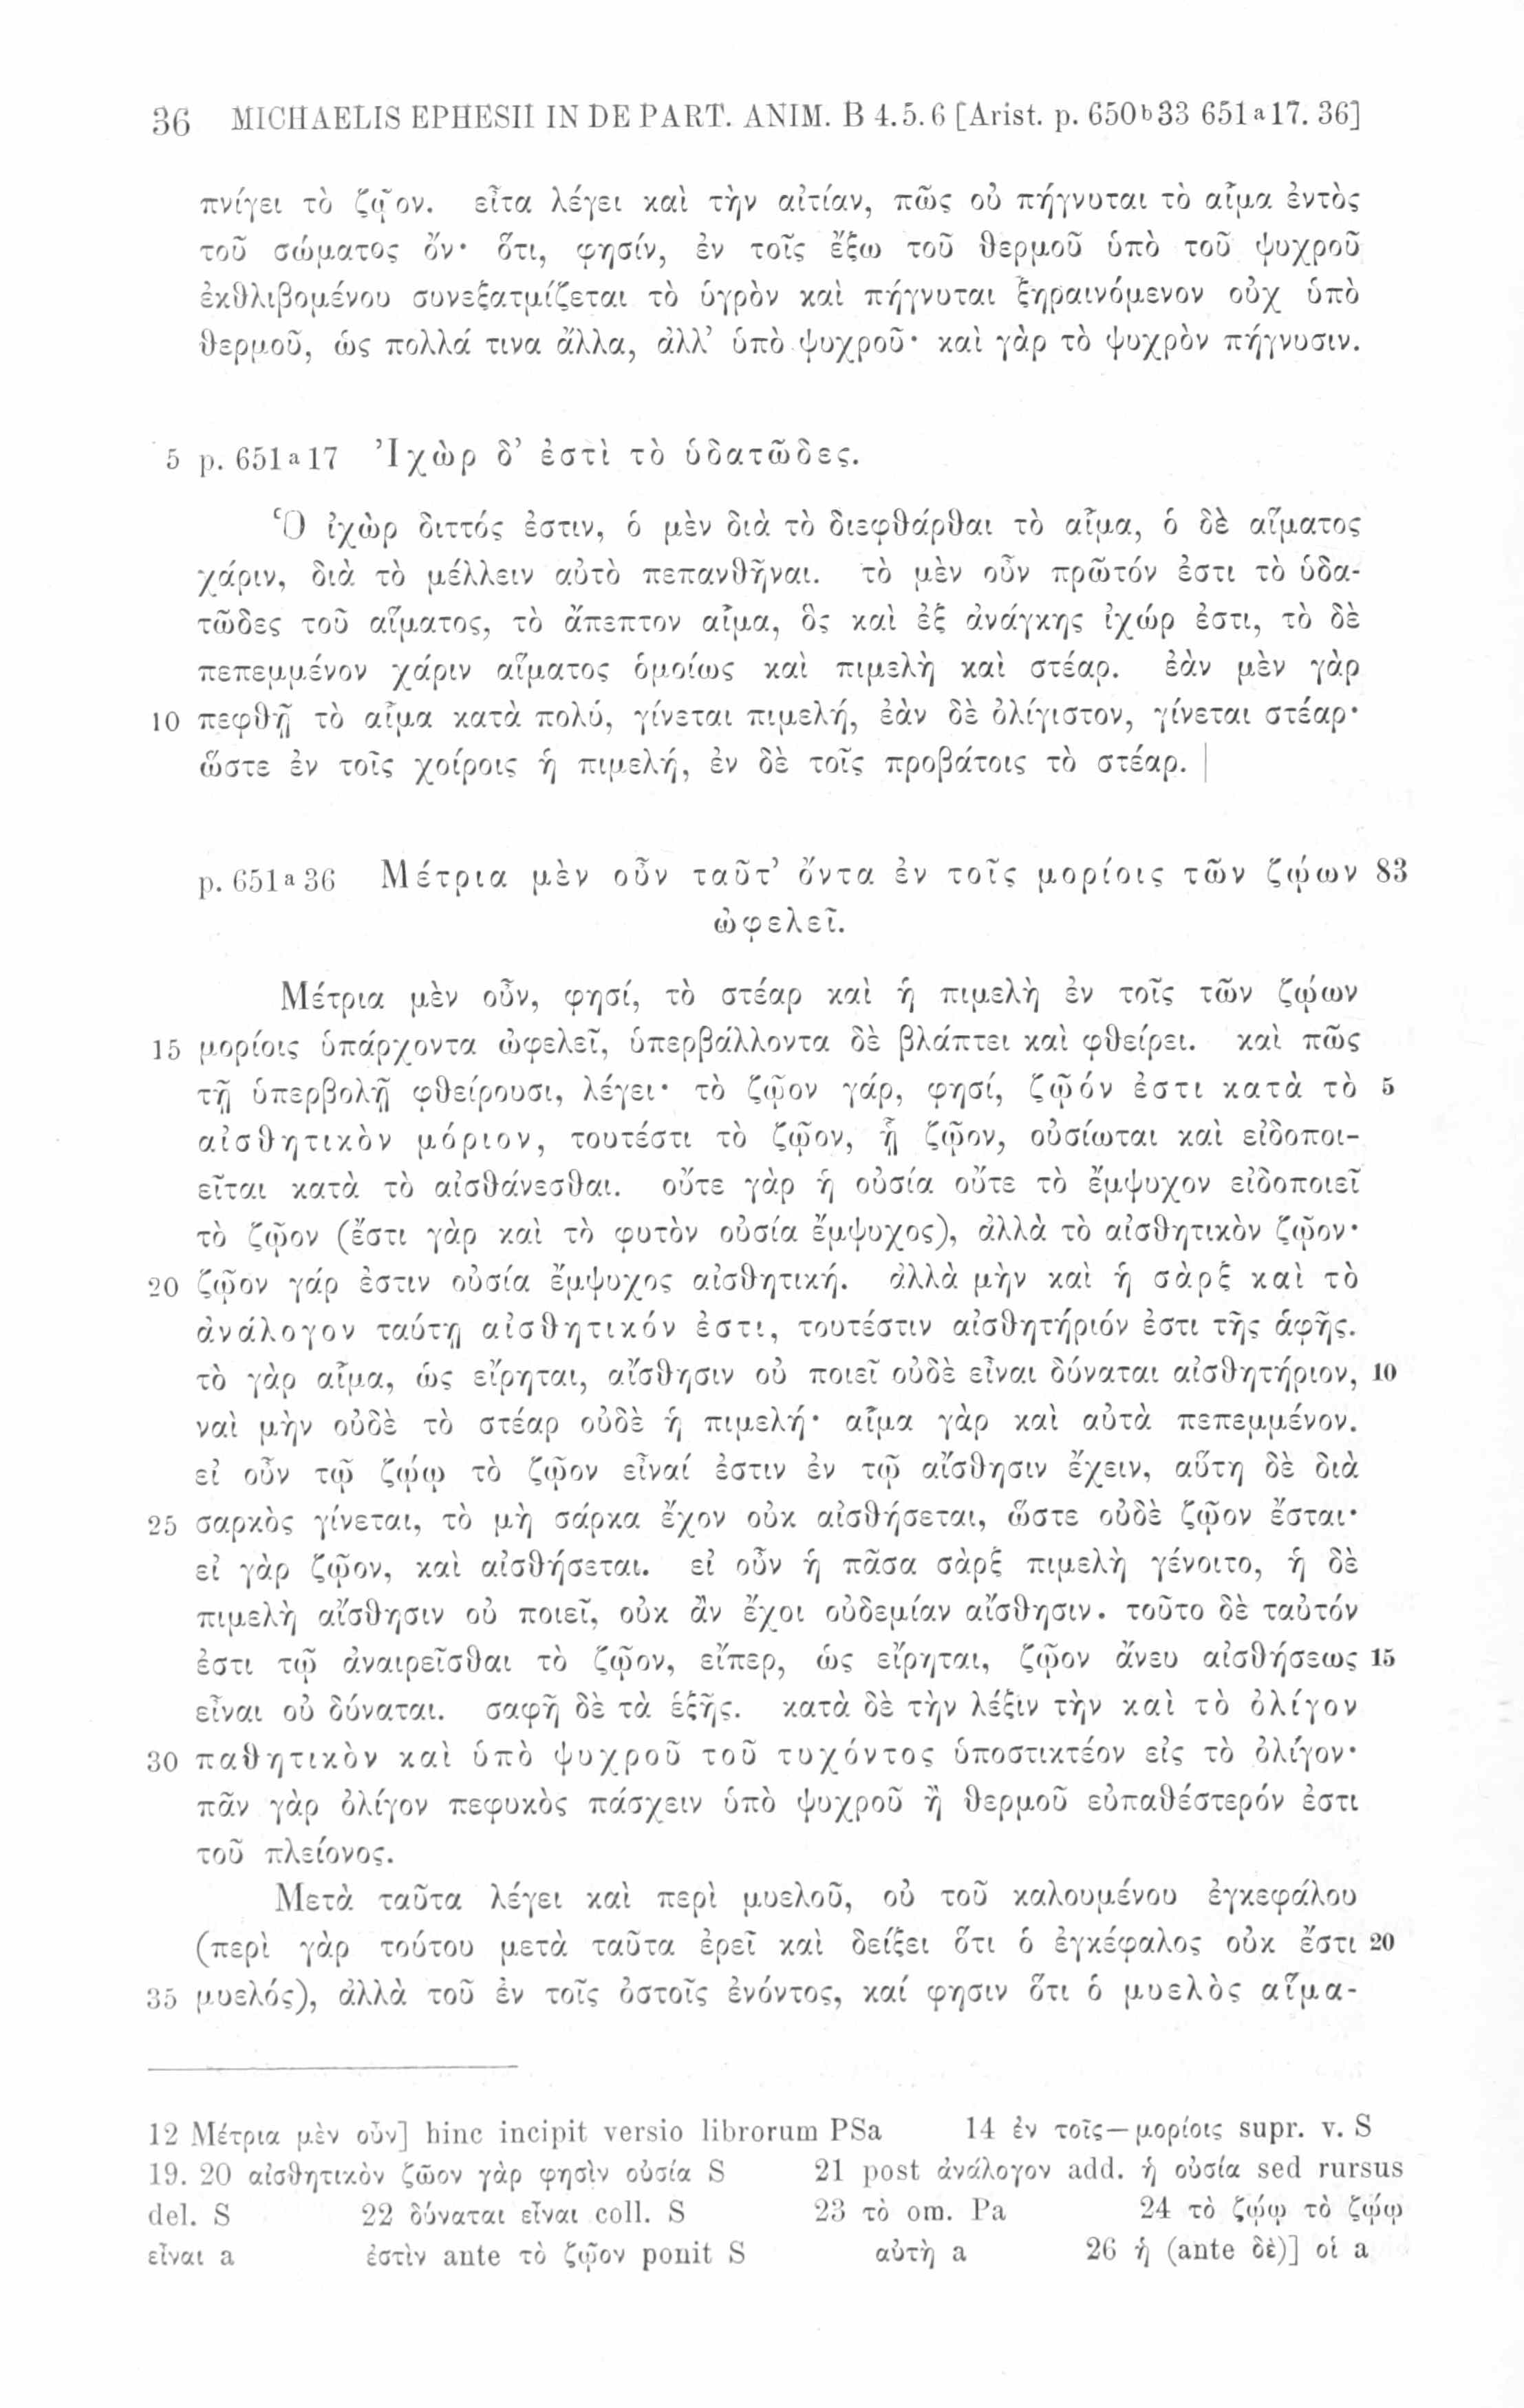 36 MICHAELIS EPHESII IN DE PART. ANIM. B 4. 5. 6 [Arist. p. 650b33 651a17. 36]
πνίγει τὸ ζῷον. εἶτα λέγει καὶ τὴν αἰτίαν, πῶς οὐ πήγνυται τὸ αἷμα ἐντὸς
τοῦ σώματος ὄν· ὅτι, φησίν, ἐν τοῖς ἔξω τοῦ θερμοῦ ὑπὸ τοῦ ψυχροῦ
ἐκθλιβομένου συνεξατμίζεται τὸ ὑγρὸν καὶ πήγνυται ξηραινόμενον οὐχ ὑπὸ
θερμοῦ, ὡς πολλά τινα ἄλλα, ἀλλ’ ὑπὸ ψυχροῦ· καὶ γὰρ τὸ ψυχρὸν πήγνυσιν.
5 p. 651a17 Ἰχὼρ δ’ ἐστὶ τὸ ὑδατῶδες.
Ὁ ἰχὼρ διττός ἐστιν, ὁ μὲν διὰ τὸ διεφθάρθαι τὸ αἷμα, ὁ δὲ αἵματος
χάριν, διὰ τὸ μέλλειν αὐτὸ πεπανθῆναι. τὸ μὲν οὖν πρῶτόν ἐστι τὸ ὑδα-
τῶδες τοῦ αἵματος, τὸ ἄπεπτον αἷμα, ὃς καὶ ἐξ ἀνάγκης ἰχώρ ἐστι, τὸ δὲ
πεπεμμένον χάριν αἵματος ὁμοίως καὶ πιμελὴ καὶ στέαρ. ἐὰν μὲν γὰρ
10 πεφθῇ τὸ αἷμα κατὰ πολύ, γίνεται πιμελή, ἐὰν δὲ ὀλίγιστον, γίνεται στέαρ·
ὥστε ἐν τοῖς χοίροις ἡ πιμελή, ἐν δὲ τοῖς προβάτοις τὸ στέαρ. |
p. 651a36 Μέτρια μὲν οὖν ταῦτ’ ὄντα ἐν τοῖς μορίοις τῶν ζῴων 83
ὠφελεῖ.
Μέτρια μὲν οὖν, φησί, τὸ στέαρ καὶ ἡ πιμελὴ ἐν τοῖς τῶν ζῴων
15 μορίοις ὑπάρχοντα ὠφελεῖ, ὑπερβάλλοντα δὲ βλάπτει καὶ φθείρει. καὶ πῶς
τῇ ὑπερβολῇ φθείρουσι, λέγει· τὸ ζῷον γάρ, φησί, ζῷόν ἐστι κατὰ τὸ 5
αἰσθητικὸν μόριον, τουτέστι τὸ ζῷον, ᾗ ζῷον, οὐσίωται καὶ εἰδοποι-
εῖται κατὰ τὸ αἰσθάνεσθαι. οὔτε γὰρ ἡ οὐσία οὔτε τὸ ἔμψυχον εἰδοποιεῖ
τὸ ζῷον (ἔστι γὰρ καὶ τὸ φυτὸν οὐσία ἔμψυχος), ἀλλὰ τὸ αἰσθητικὸν ζῷον·
20 ζῷον γάρ ἐστιν οὐσία ἔμψυχος αἰσθητική. ἀλλὰ μὴν καὶ ἡ σὰρξ καὶ τὸ
ἀνάλογον ταύτῃ αἰσθητικόν ἐστι, τουτέστιν αἰσθητήριόν ἐστι τῆς ἁφῆς.
τὸ γὰρ αἷμα, ὡς εἴρηται, αἴσθησιν οὐ ποιεῖ οὐδὲ εἶναι δύναται αἰσθητήριον, 10
ναὶ μὴν οὐδὲ τὸ στέαρ οὐδὲ ἡ πιμελή· αἷμα γὰρ καὶ αὐτὰ πεπεμμένον.
εἰ οὖν τῷ ζῴῳ τὸ ζῷον εἶναί ἐστιν ἐν τῷ αἴσθησιν ἔχειν, αὕτη δὲ διὰ
25 σαρκὸς γίνεται, τὸ μὴ σάρκα ἔχον οὐκ αἰσθήσεται, ὥστε οὐδὲ ζῷον ἔσται·
εἰ γὰρ ζῷον, καὶ αἰσθήσεται. εἰ οὖν ἡ πᾶσα σὰρξ πιμελὴ γένοιτο, ἡ δὲ
πιμελὴ αἴσθησιν οὐ ποιεῖ, οὐκ ἂν ἔχοι οὐδεμίαν αἴσθησιν. τοῦτο δὲ ταὐτόν
ἐστι τῷ ἀναιρεῖσθαι τὸ ζῷον, εἴπερ, ὡς εἴρηται, ζῷον ἄνευ αἰσθήσεως 15
εἶναι οὐ δύναται. σαφῆ δὲ τὰ ἑξῆς. κατὰ δὲ τὴν λέξιν τὴν καὶ τὸ ὀλίγον
30 παθητικὸν καὶ ὑπὸ ψυχροῦ τοῦ τυχόντος ὑποστικτέον εἰς τὸ ὀλίγον·
πᾶν γὰρ ὀλίγον πεφυκὸς πάσχειν ὑπὸ ψυχροῦ ἢ θερμοῦ εὐπαθέστερόν ἐστι
τοῦ πλείονος.
Μετὰ ταῦτα λέγει καὶ περὶ μυελοῦ, οὐ τοῦ καλουμένου ἐγκεφάλου
(περὶ γὰρ τούτου μετὰ ταῦτα ἐρεῖ καὶ δείξει ὅτι ὁ ἐγκέφαλος οὐκ ἔστι 20
35 μυελός), ἀλλὰ τοῦ ἐν τοῖς ὀστοῖς ἐνόντος, καί φησιν ὅτι ὁ μυελὸς αἵμα-
12 Μέτρια μὲν οὖν] hinc incipit versio librorum PSa 14 ἐν τοῖς—μορίοις supr. v. S
19. 20 αἰσθητικὸν ζῶον γὰρ φησὶν οὐσία S 21 post ἀνάλογον add. ἡ οὐσία sed rursus
del. S 22 δύναται εἶναι coll. S 23 τὸ om. Pa 24 τὸ ζῴῳ τὸ ζῴῳ
εἶναι a ἐστὶν ante τὸ ζῷον ponit S αὐτὴ a 26 ἡ (ante δὲ)] οἱ a